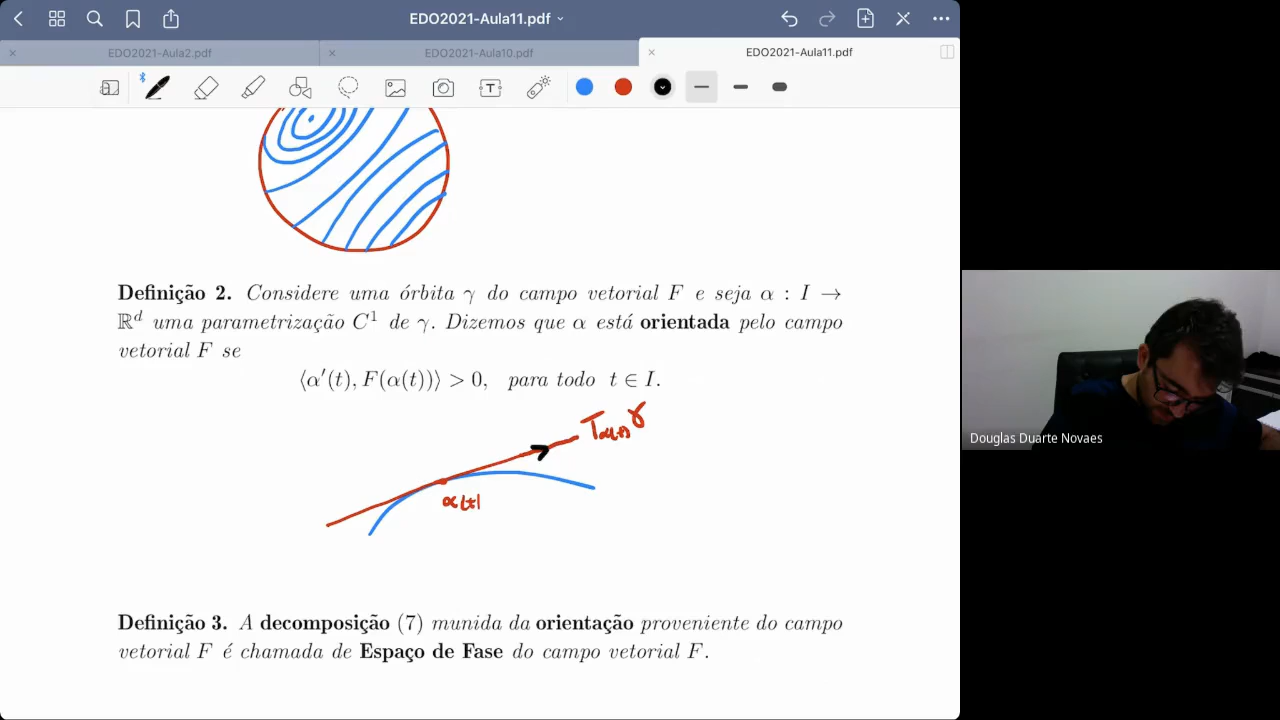 EDO2021-Aula11.pdf
EDO2021-Aula2.pdf
EDO2021-Aula10.pdf
EDO2021-Aula11.pdf
Definição 2. Considere uma órbita γ do campo vetorial F e seja α : I →
ℝᵈ uma parametrização C¹ de γ. Dizemos que α está orientada pelo campo
vetorial F se
⟨α′(t), F(α(t))⟩ > 0, para todo t ∈ I.
T_α(t) γ
α(t)
Douglas Duarte Novaes
Definição 3. A decomposição (7) munida da orientação proveniente do campo
vetorial F é chamada de Espaço de Fase do campo vetorial F.